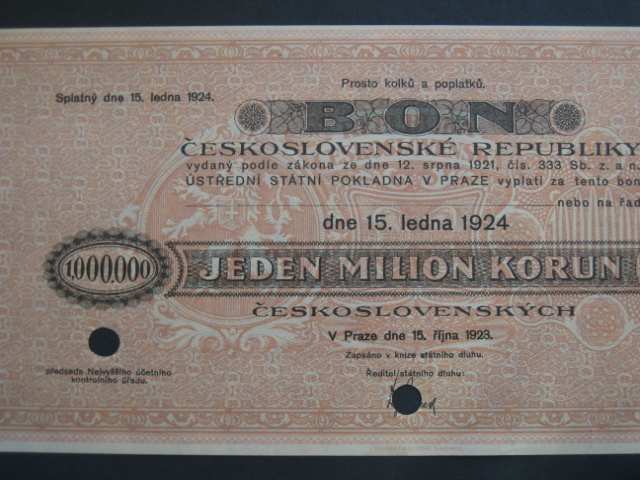 Splatný dne 15. ledna 1924.
Prosto kolků a poplatků.
BON
ČESKOSLOVENSKÉ REPUBLIKY
vydaný podle zákona ze dne 12. srpna 1921, čís. 333 Sb. z. a n.
ÚSTŘEDNÍ STÁTNÍ POKLADNA V PRAZE vyplatí za tento bon
nebo na řad
dne 15. ledna 1924
1,000.000
JEDEN MILION KORUN
ČESKOSLOVENSKÝCH
V Praze dne 15. října 1923.
Zapsáno v knize státního dluhu.
předseda Nejvyššího účetního
kontrolního úřadu.
Ředitel státního dluhu: